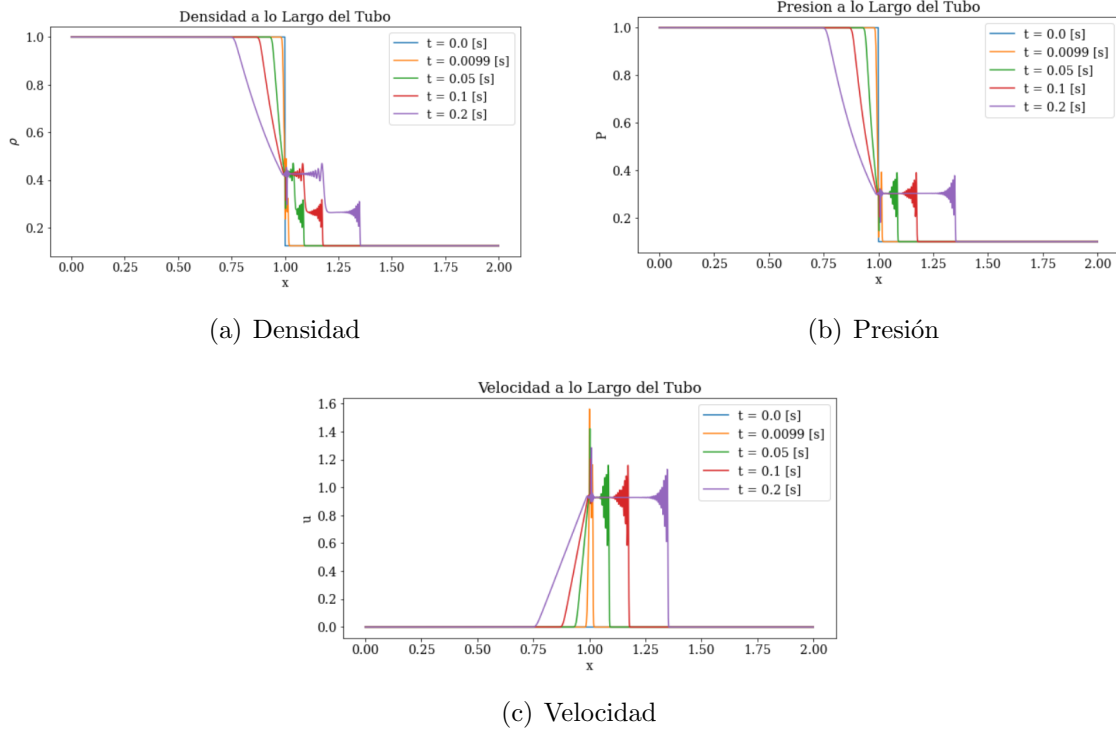 Densidad a lo Largo del Tubo
ρ
1.0
0.8
0.6
0.4
0.2
t = 0.0 [s]
t = 0.0099 [s]
t = 0.05 [s]
t = 0.1 [s]
t = 0.2 [s]
0.00 0.25 0.50 0.75 1.00 1.25 1.50 1.75 2.00
x
(a) Densidad
Presion a lo Largo del Tubo
P
1.0
0.8
0.6
0.4
0.2
t = 0.0 [s]
t = 0.0099 [s]
t = 0.05 [s]
t = 0.1 [s]
t = 0.2 [s]
0.00 0.25 0.50 0.75 1.00 1.25 1.50 1.75 2.00
x
(b) Presión
Velocidad a lo Largo del Tubo
u
1.6
1.4
1.2
1.0
0.8
0.6
0.4
0.2
0.0
t = 0.0 [s]
t = 0.0099 [s]
t = 0.05 [s]
t = 0.1 [s]
t = 0.2 [s]
0.00 0.25 0.50 0.75 1.00 1.25 1.50 1.75 2.00
x
(c) Velocidad